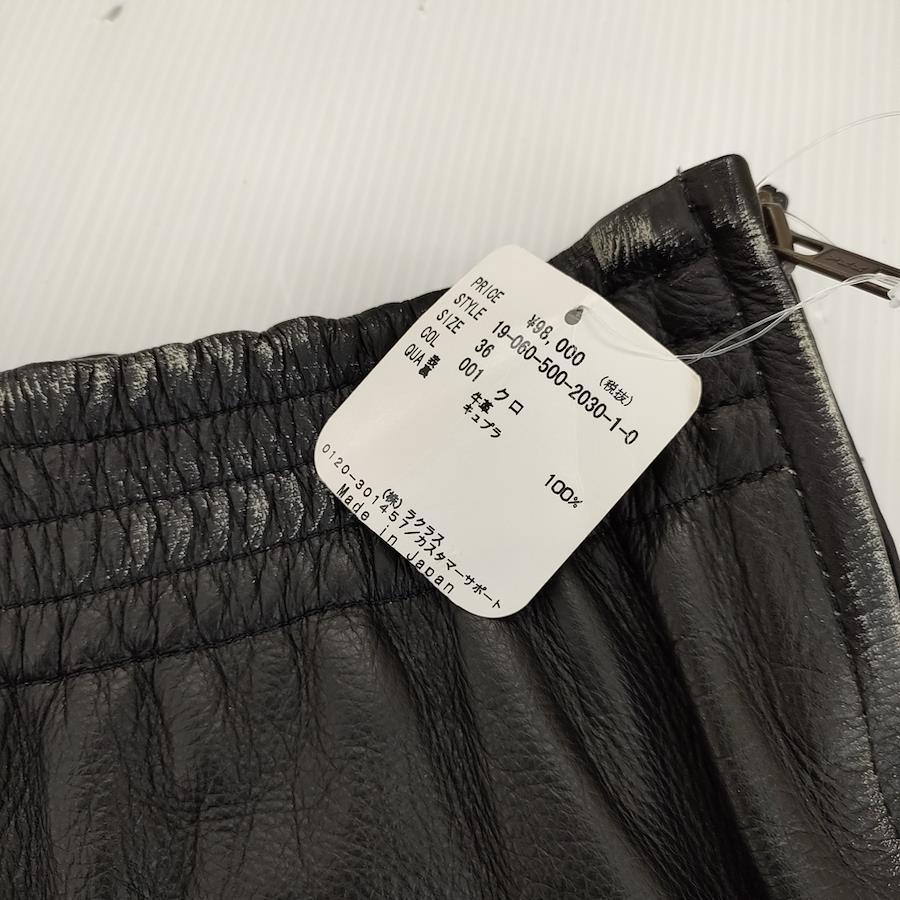 PRICE ¥98,000 (税抜)
STYLE 19-060-500-2030-1-0
SIZE 36
COL 001 クロ
QUA 表 牛革 100%
裏 キュプラ
(株) ラクラス
0120-301457/カスタマーサポート
Made in Japan